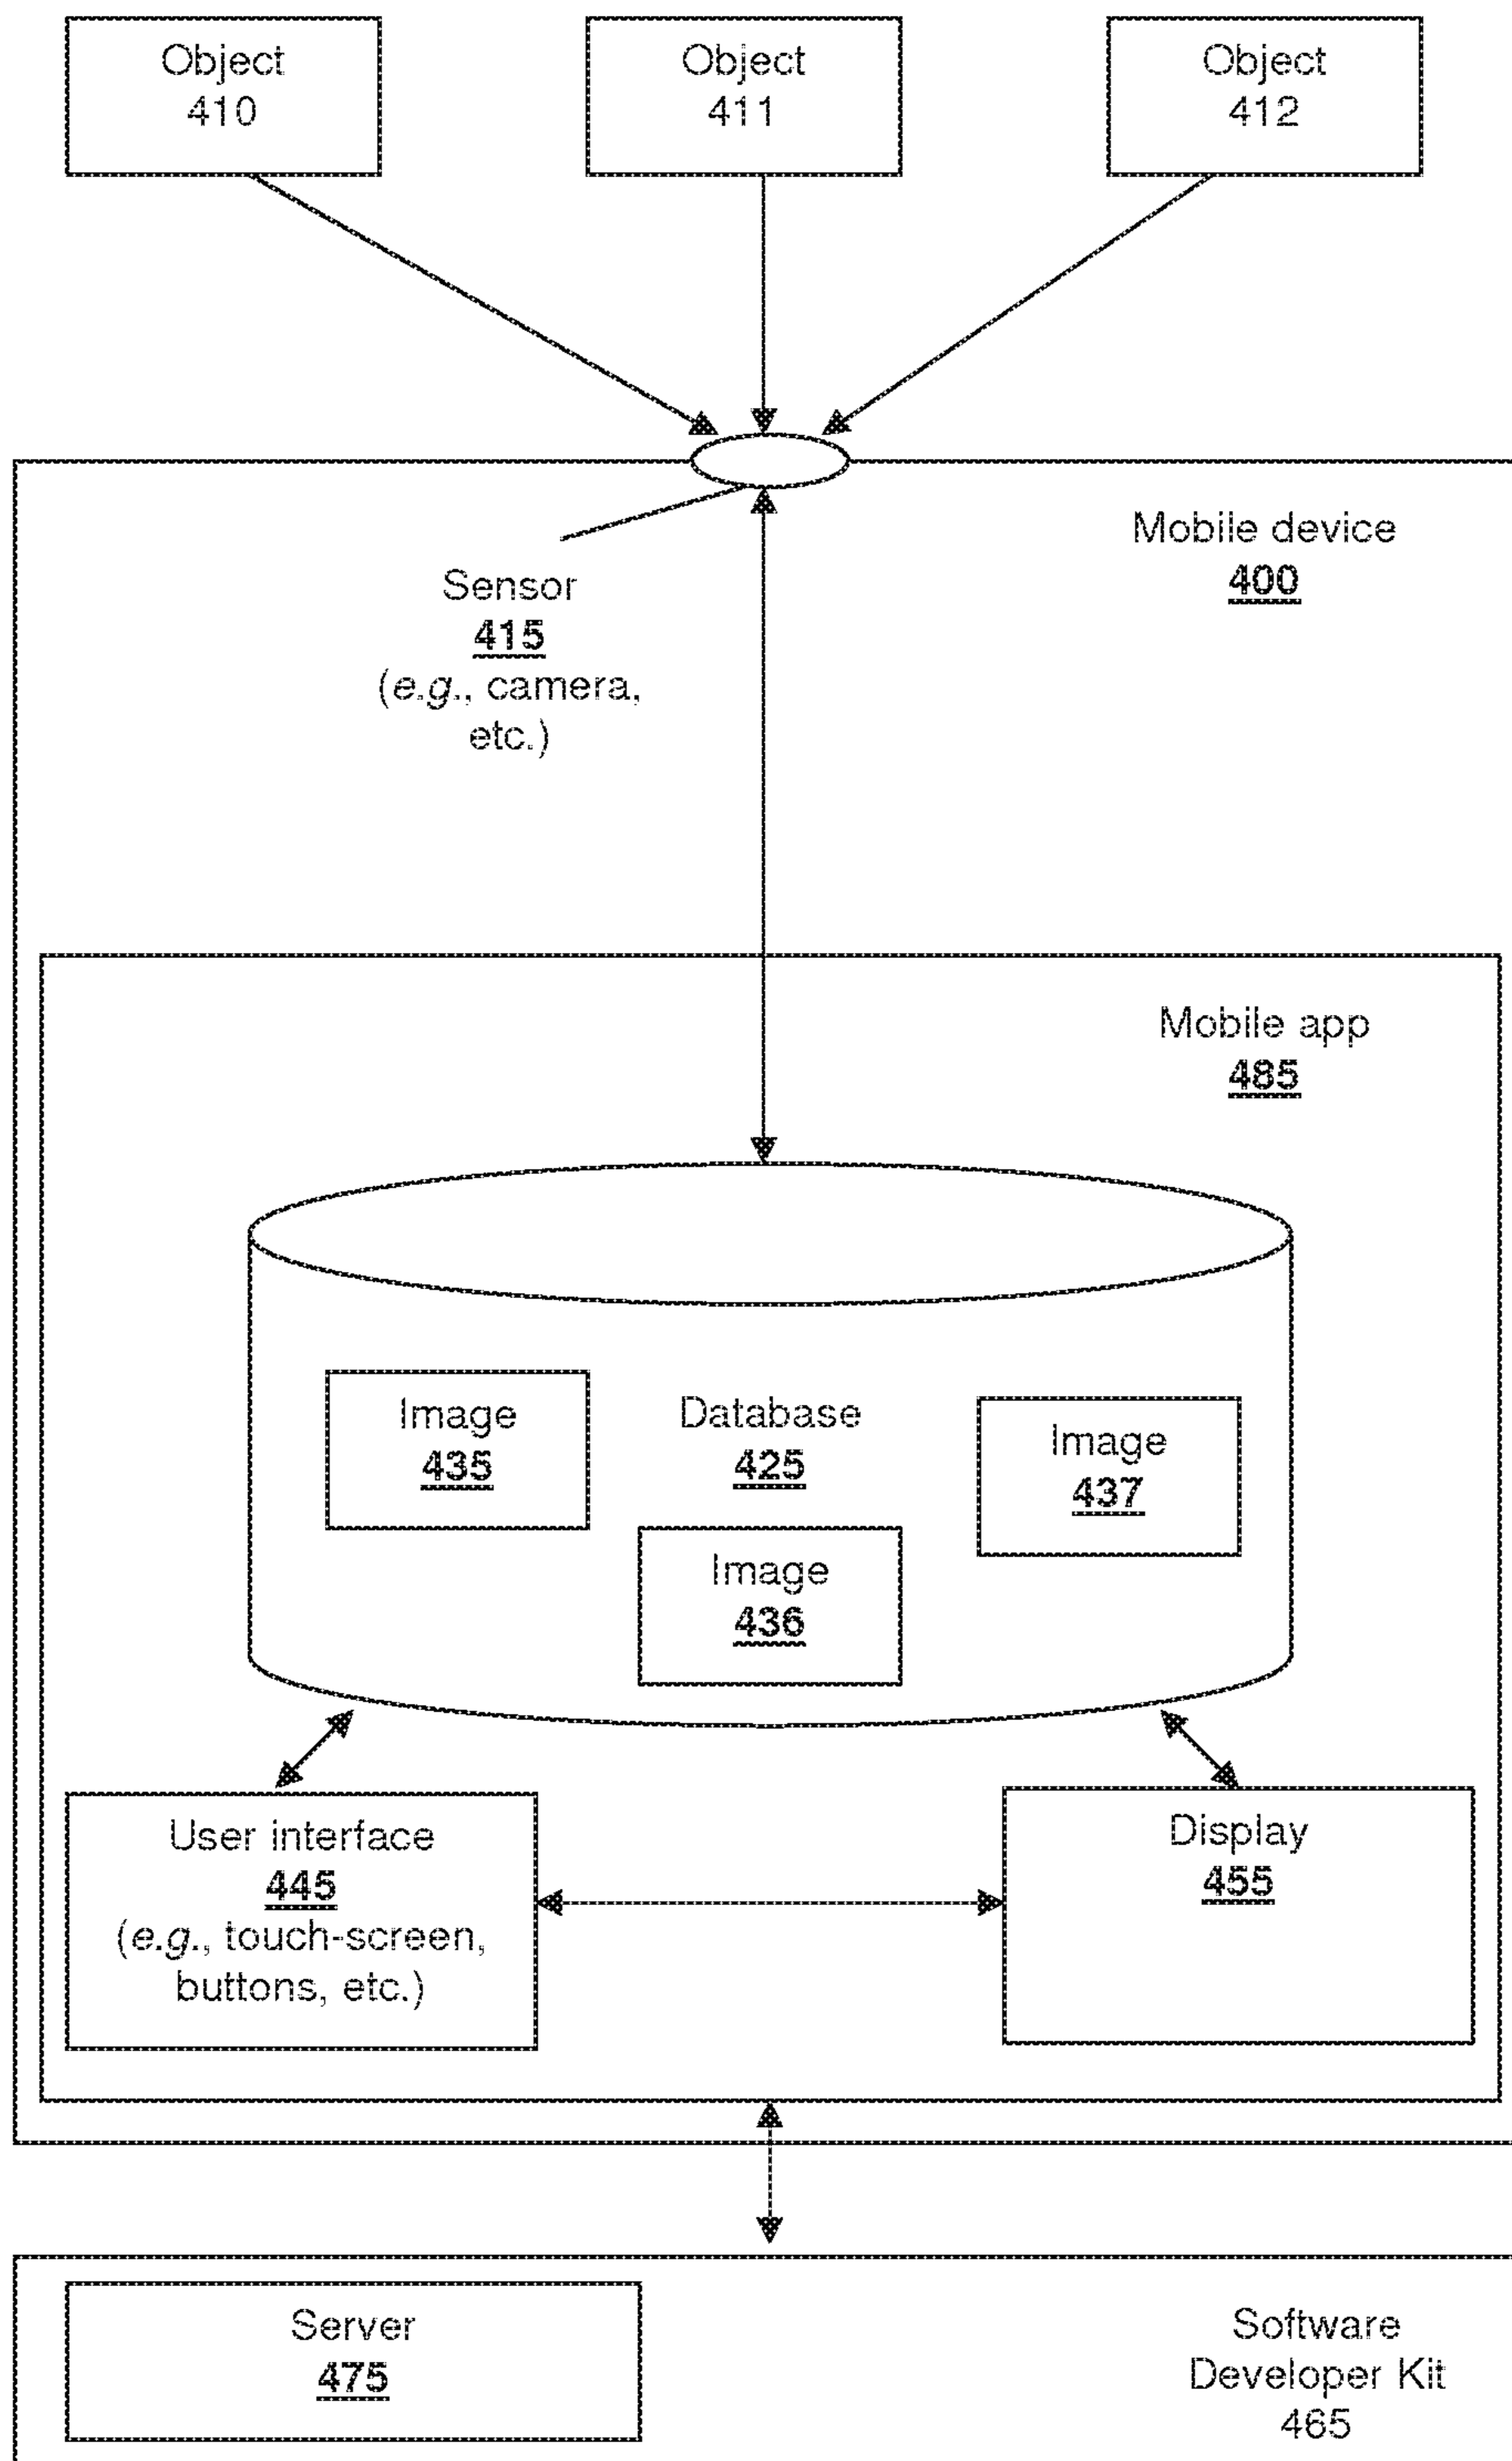 Object
410
Object
411
Object
412
Mobile device
400
Sensor
415
(e.g., camera,
etc.)
Mobile app
485
Image
435
Database
425
Image
437
Image
436
User interface
445
(e.g., touch-screen,
buttons, etc.)
Display
455
Server
475
Software
Developer Kit
465